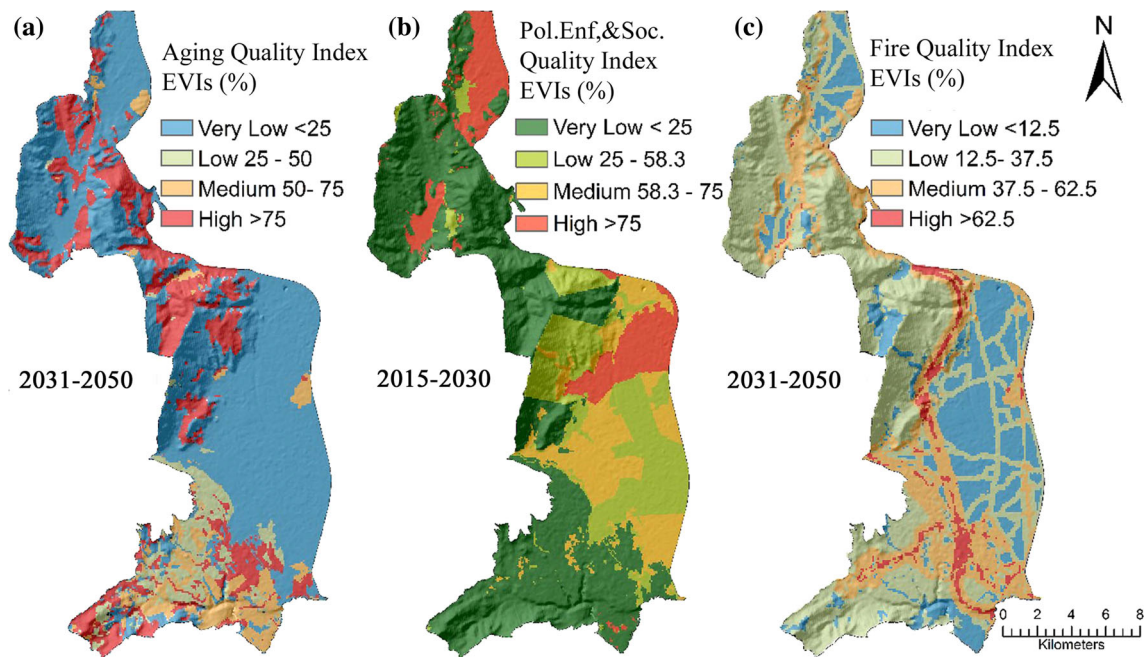 (a)
Aging Quality Index
EVIs (%)
Very Low <25
Low 25 - 50
Medium 50- 75
High >75
2031-2050
(b)
Pol.Enf,&Soc.
Quality Index
EVIs (%)
Very Low < 25
Low 25 - 58.3
Medium 58.3 - 75
High >75
2015-2030
(c)
Fire Quality Index
EVIs (%)
Very Low <12.5
Low 12.5- 37.5
Medium 37.5 - 62.5
High >62.5
2031-2050
N
0 2 4 6 8
Kilometers